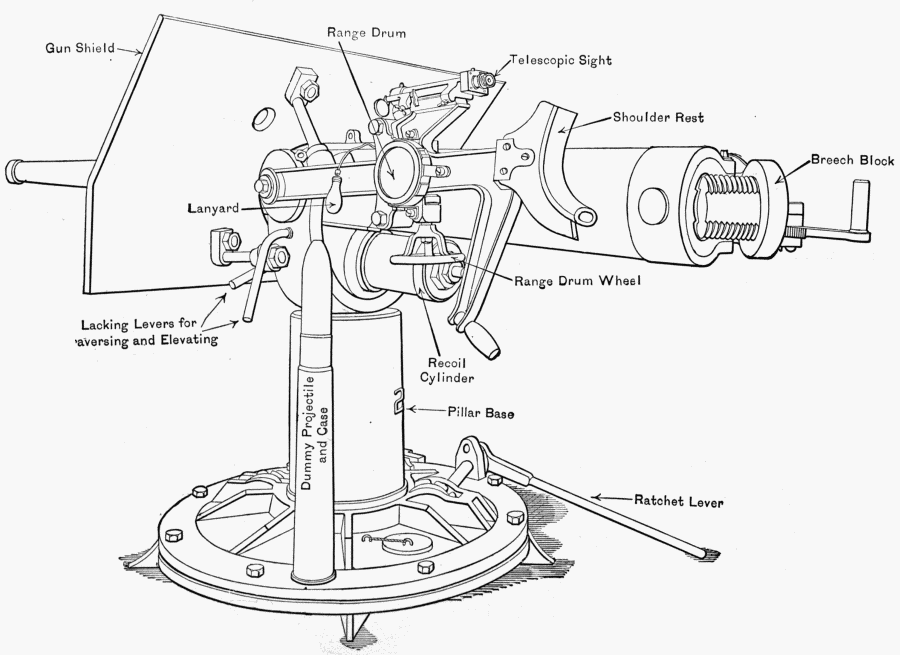 Range Drum
Gun Shield
Telescopic Sight
Shoulder Rest
Breech Block
Lanyard
Range Drum Wheel
Lacking Levers for
'aversing and Elevating
Recoil
Cylinder
Dummy Projectile
and Case
2
Pillar Base
Ratchet Lever